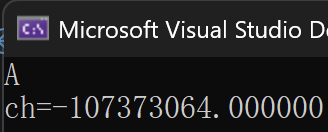 Microsoft Visual Studio De
A
ch=-107373064.000000